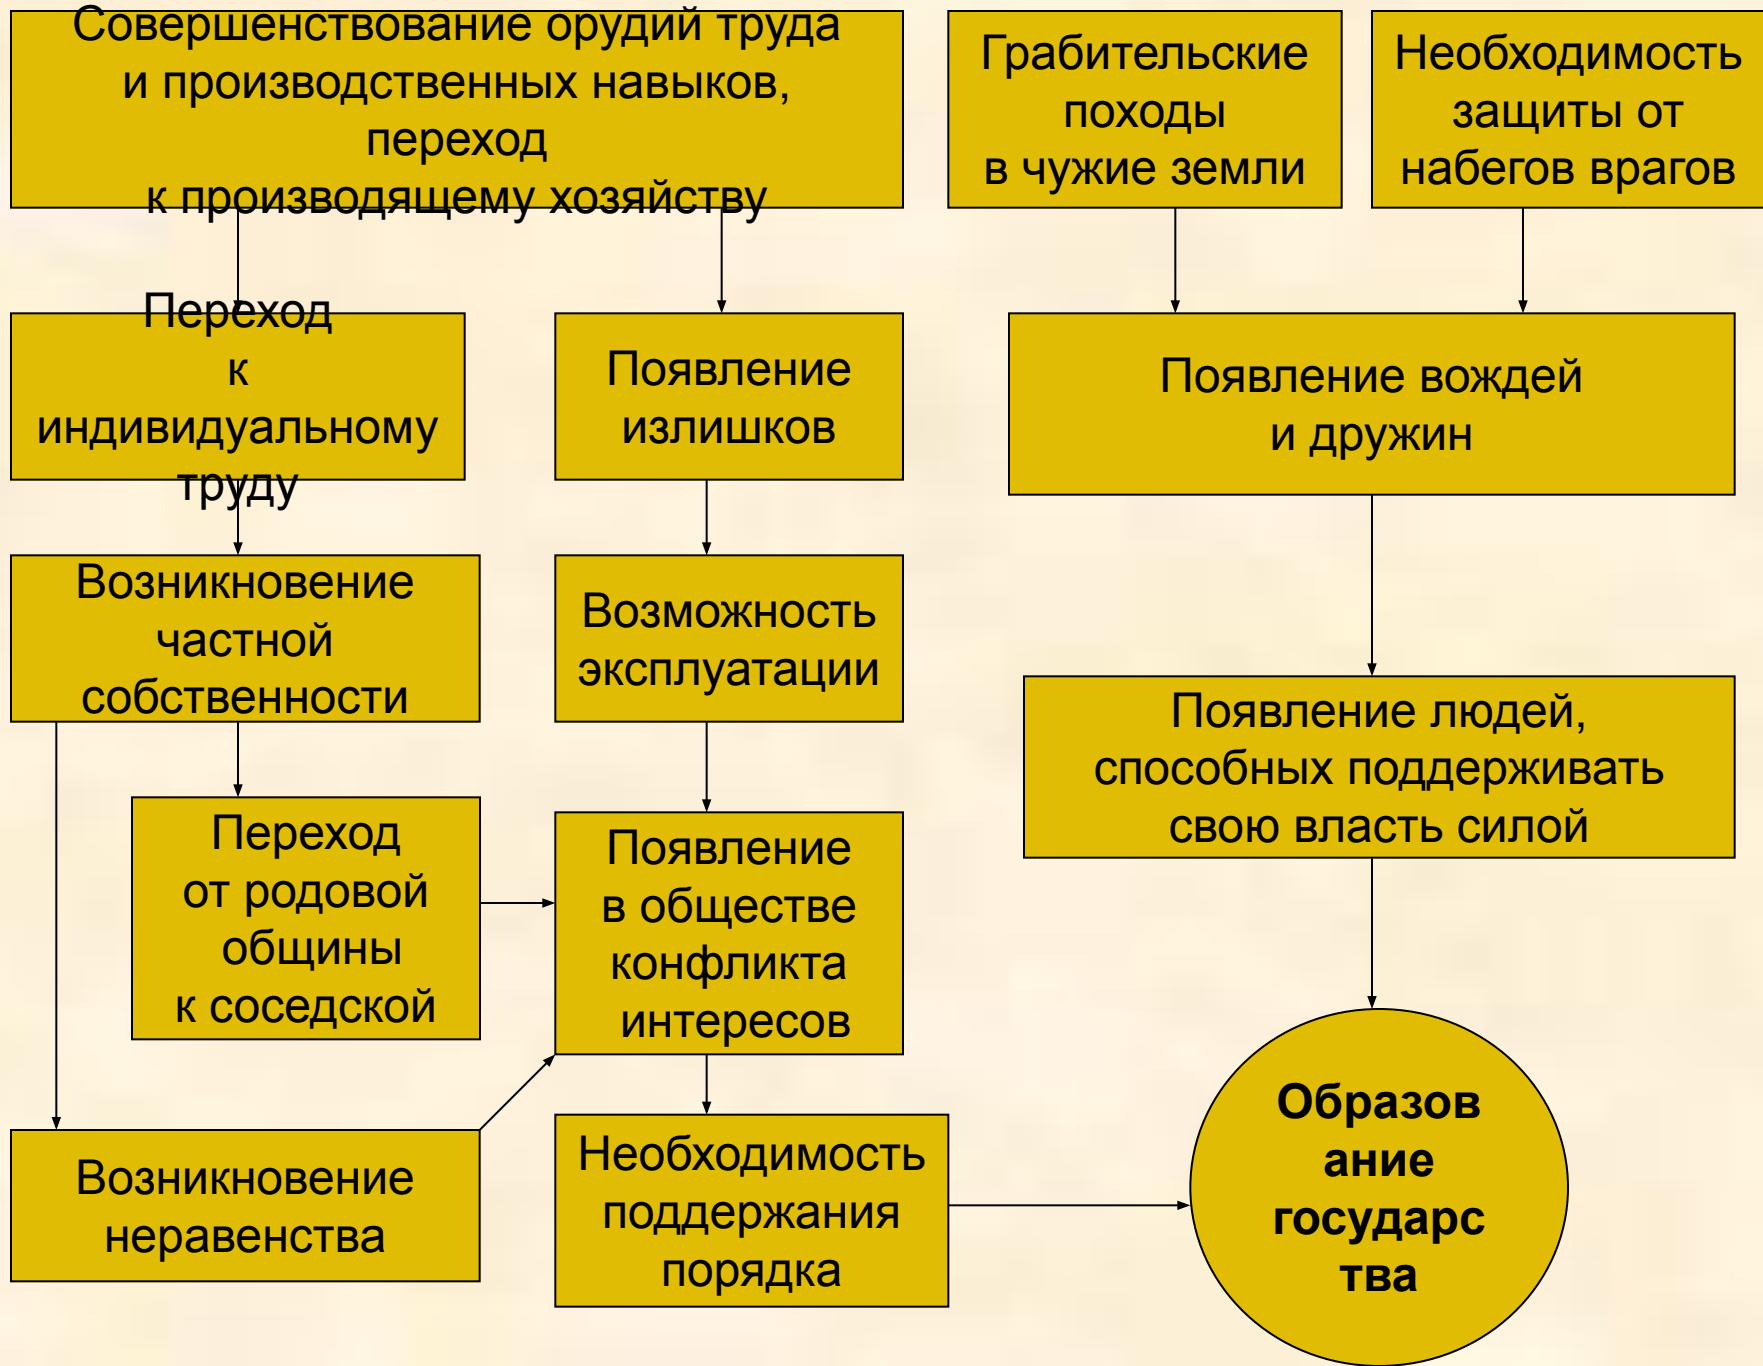 Совершенствование орудий труда
и производственных навыков,
переход
к производящему хозяйству
Грабительские
походы
в чужие земли
Необходимость
защиты от
набегов врагов
Переход
к
индивидуальному
труду
Появление
излишков
Появление вождей
и дружин
Возникновение
частной
собственности
Возможность
эксплуатации
Появление людей,
способных поддерживать
свою власть силой
Переход
от родовой
общины
к соседской
Появление
в обществе
конфликта
интересов
Возникновение
неравенства
Необходимость
поддержания
порядка
Образов
ание
государс
тва